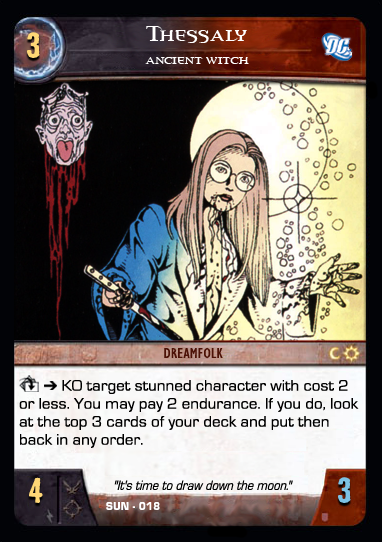 3
THESSALY
DC
ANCIENT WITCH
DREAMFOLK
C
➔ KO target stunned character with cost 2
or less. You may pay 2 endurance. If you do, look
at the top 3 cards of your deck and put then
back in any order.
4
"It's time to draw down the moon."
3
SUN · 018